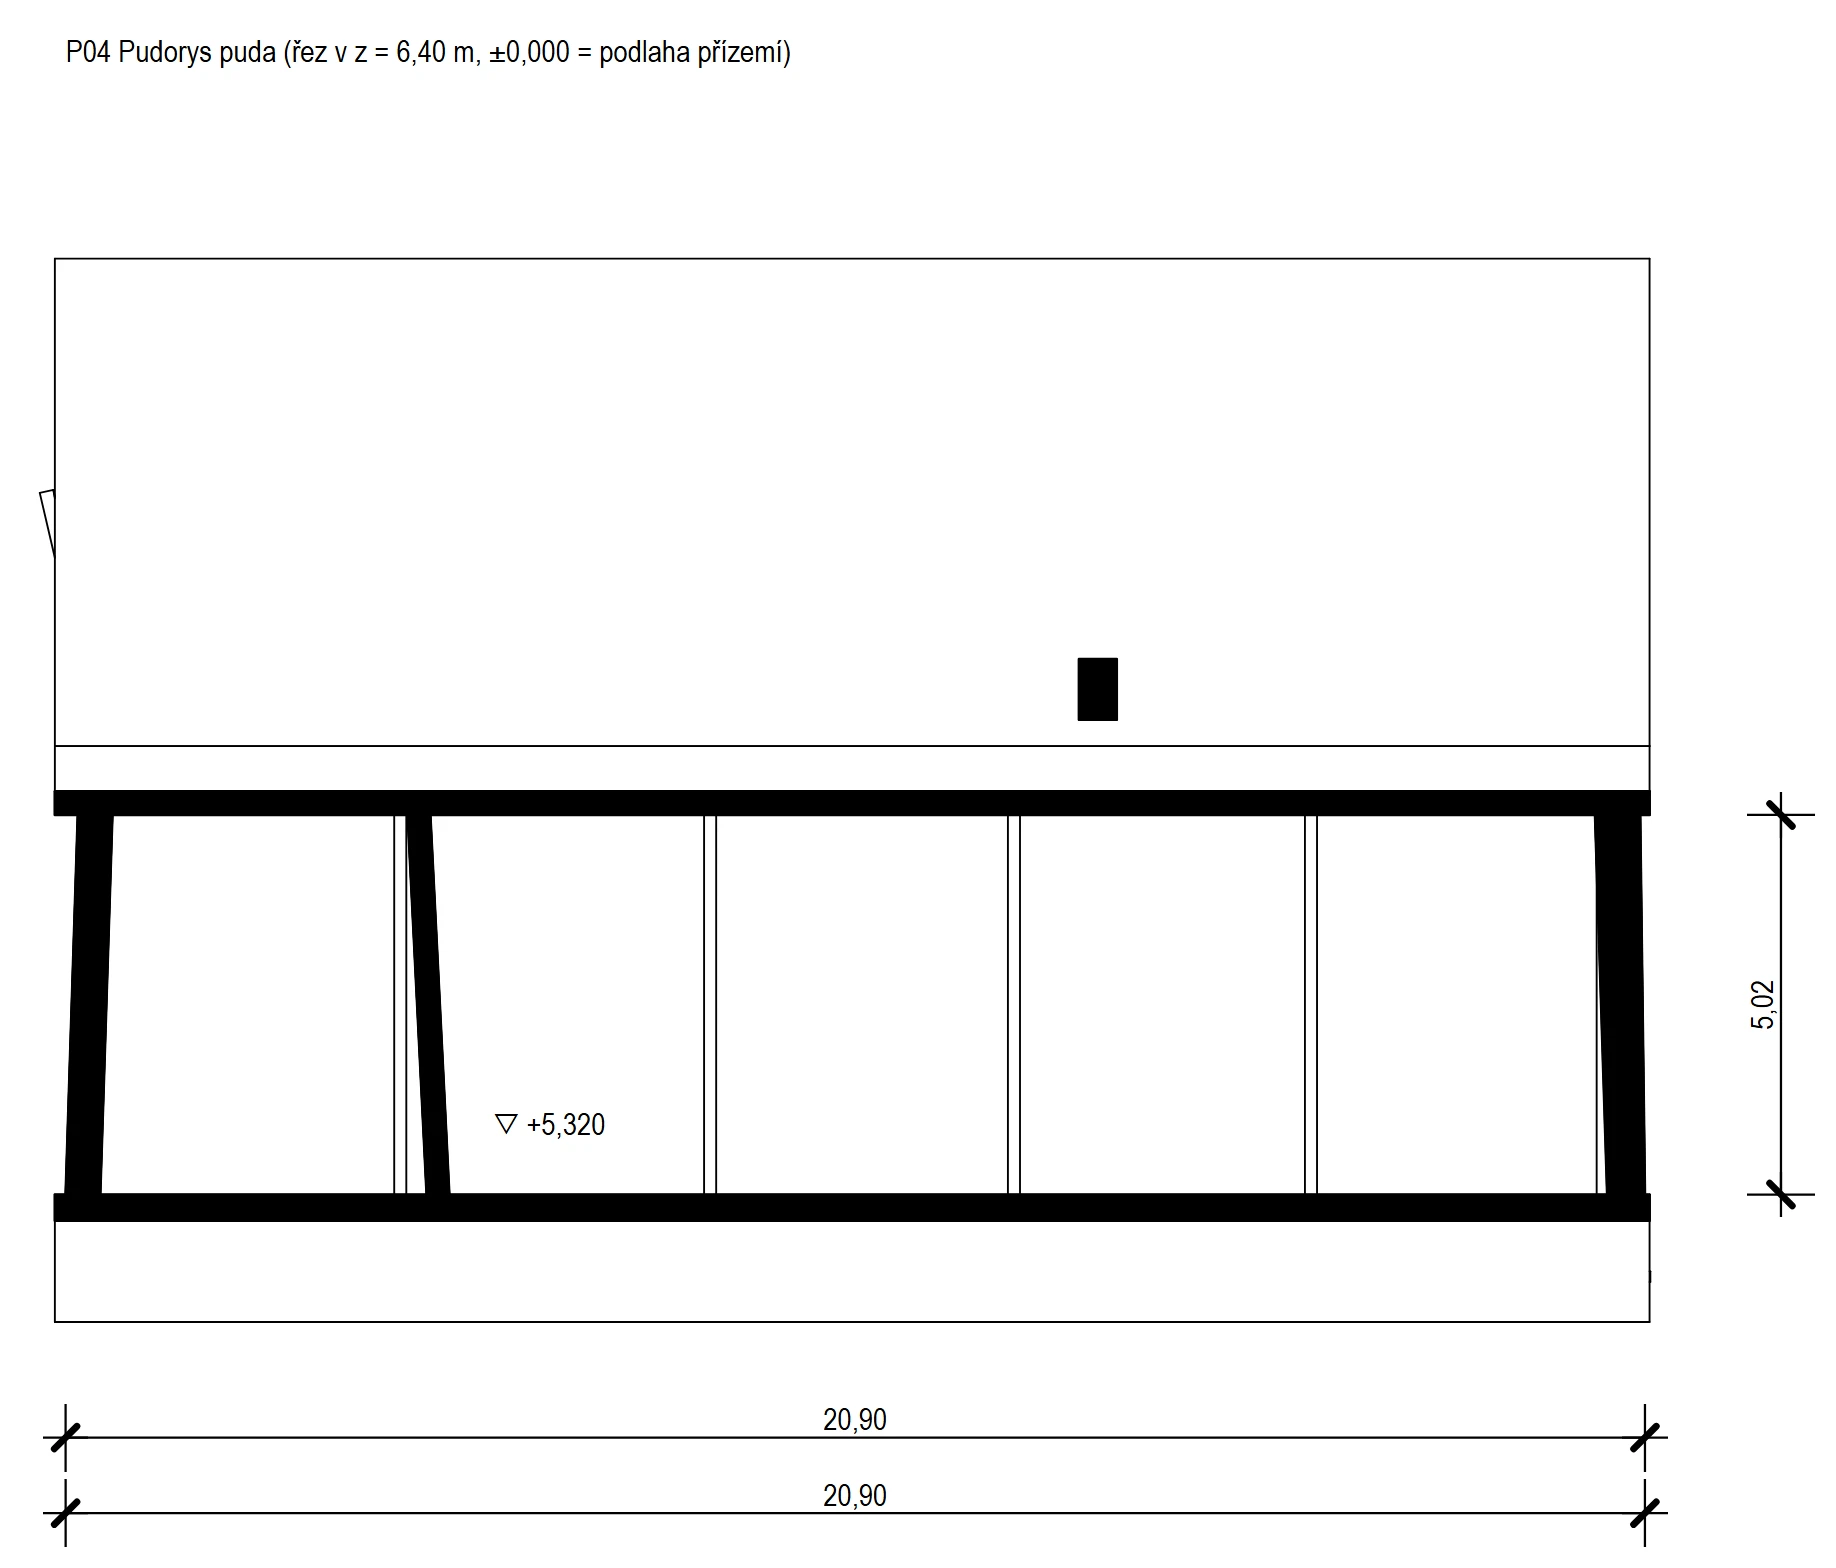 P04 Pudorys puda (řez v z = 6,40 m, ±0,000 = podlaha přízemí)
5,02
▽ +5,320
20,90
20,90